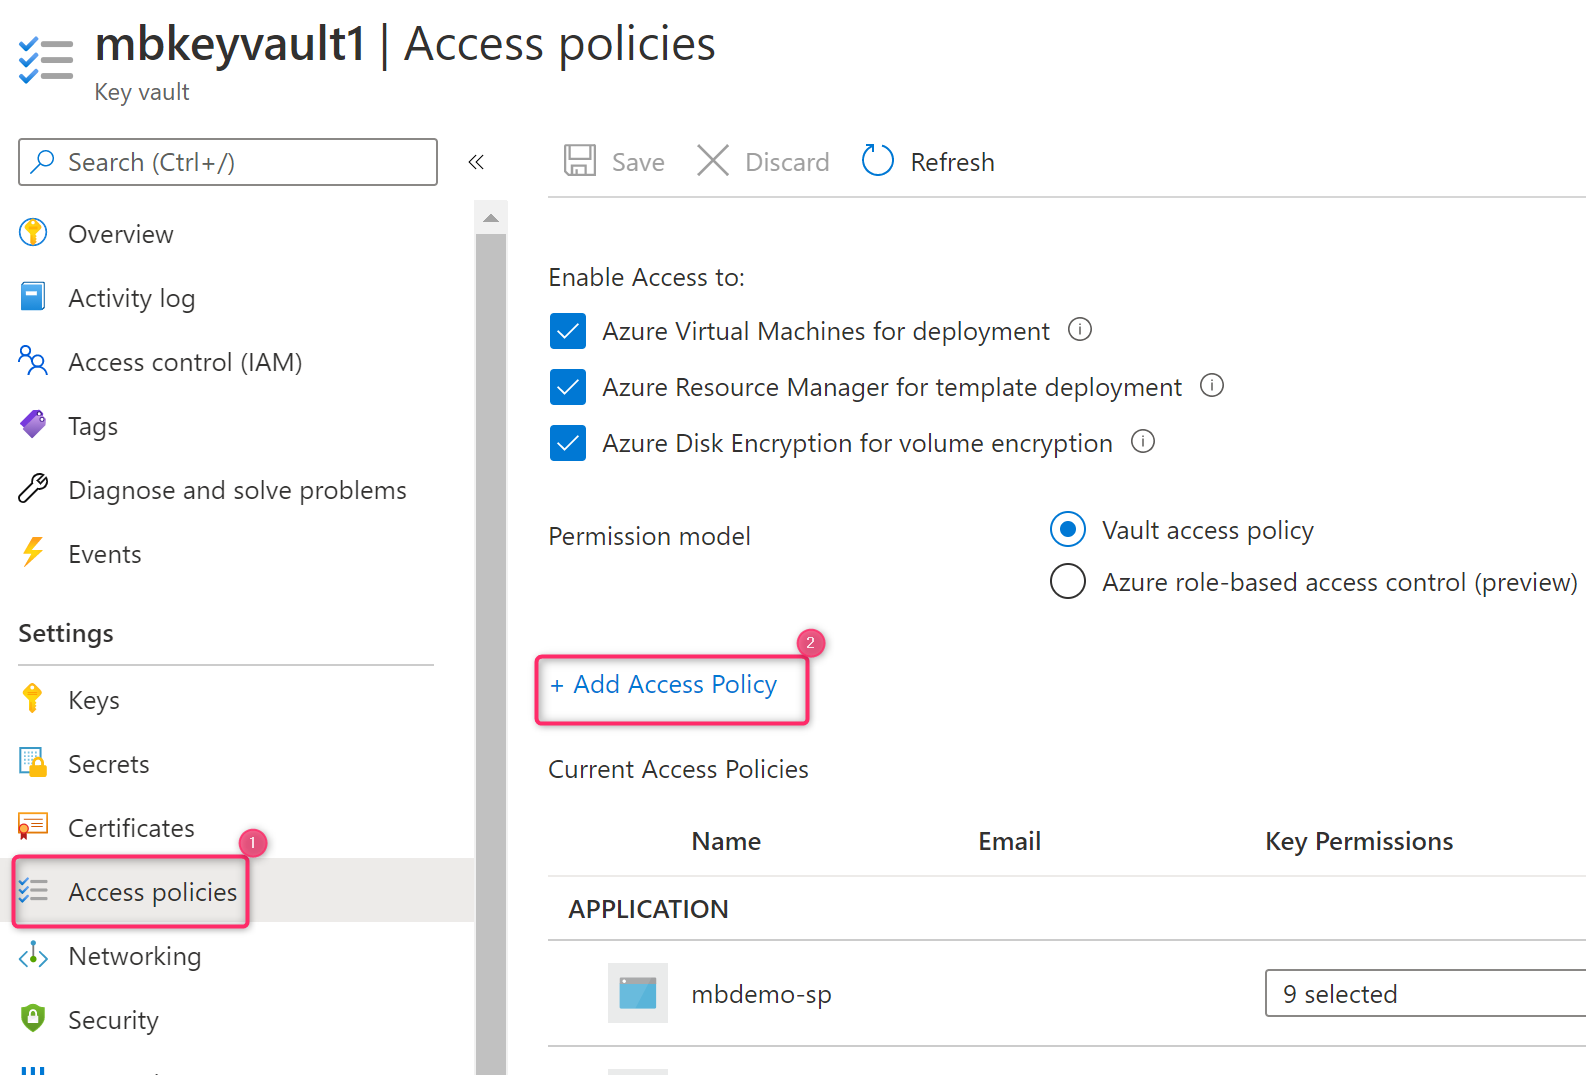 mbkeyvault1 | Access policies
Key vault
Search (Ctrl+/)
«
Overview
Activity log
Access control (IAM)
Tags
Diagnose and solve problems
Events
Settings
Keys
Secrets
Certificates
1
Access policies
Networking
Security
Save
Discard
Refresh
Enable Access to:
Azure Virtual Machines for deployment
Azure Resource Manager for template deployment
Azure Disk Encryption for volume encryption
Permission model
Vault access policy
Azure role-based access control (preview)
2
+ Add Access Policy
Current Access Policies
Name Email Key Permissions
APPLICATION
mbdemo-sp
9 selected